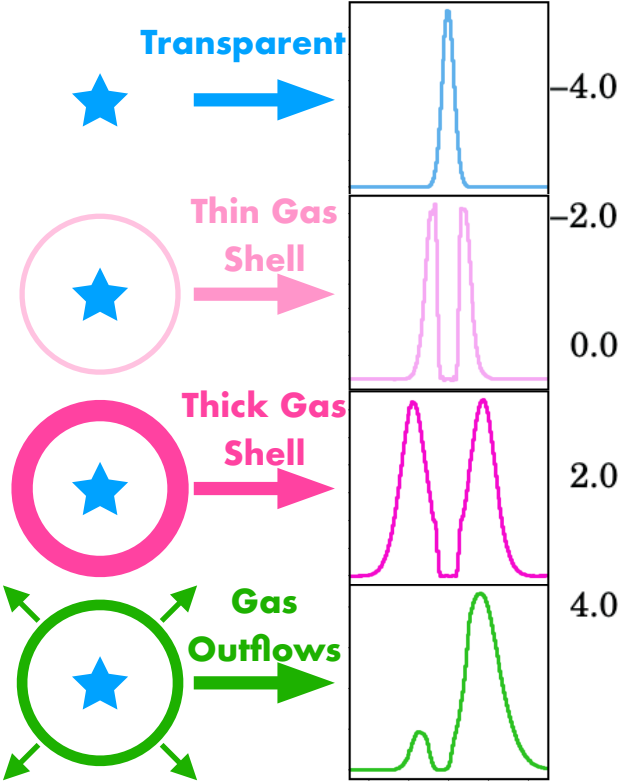 Transparent
−4.0
Thin Gas
Shell
−2.0
0.0
Thick Gas
Shell
2.0
Gas
Outflows
4.0